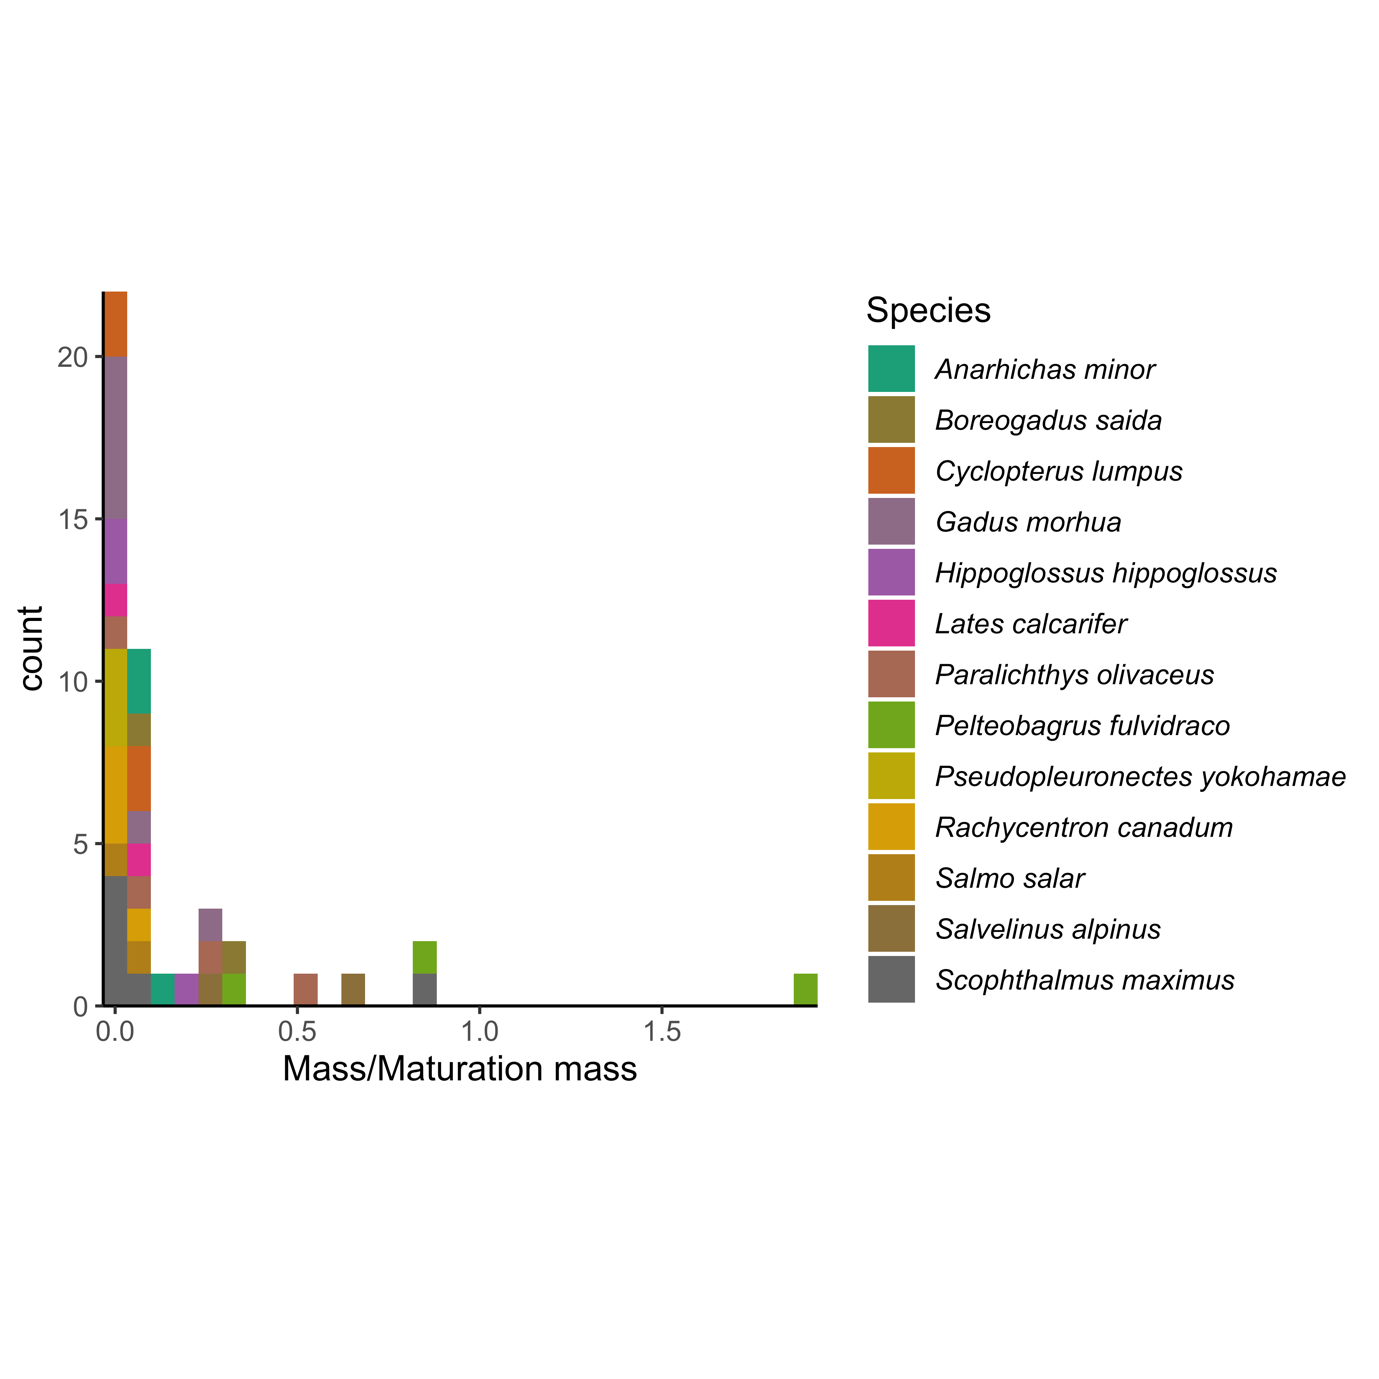 20
15
10
5
0
count
0.0 0.5 1.0 1.5
Mass/Maturation mass
Species
Anarhichas minor
Boreogadus saida
Cyclopterus lumpus
Gadus morhua
Hippoglossus hippoglossus
Lates calcarifer
Paralichthys olivaceus
Pelteobagrus fulvidraco
Pseudopleuronectes yokohamae
Rachycentron canadum
Salmo salar
Salvelinus alpinus
Scophthalmus maximus